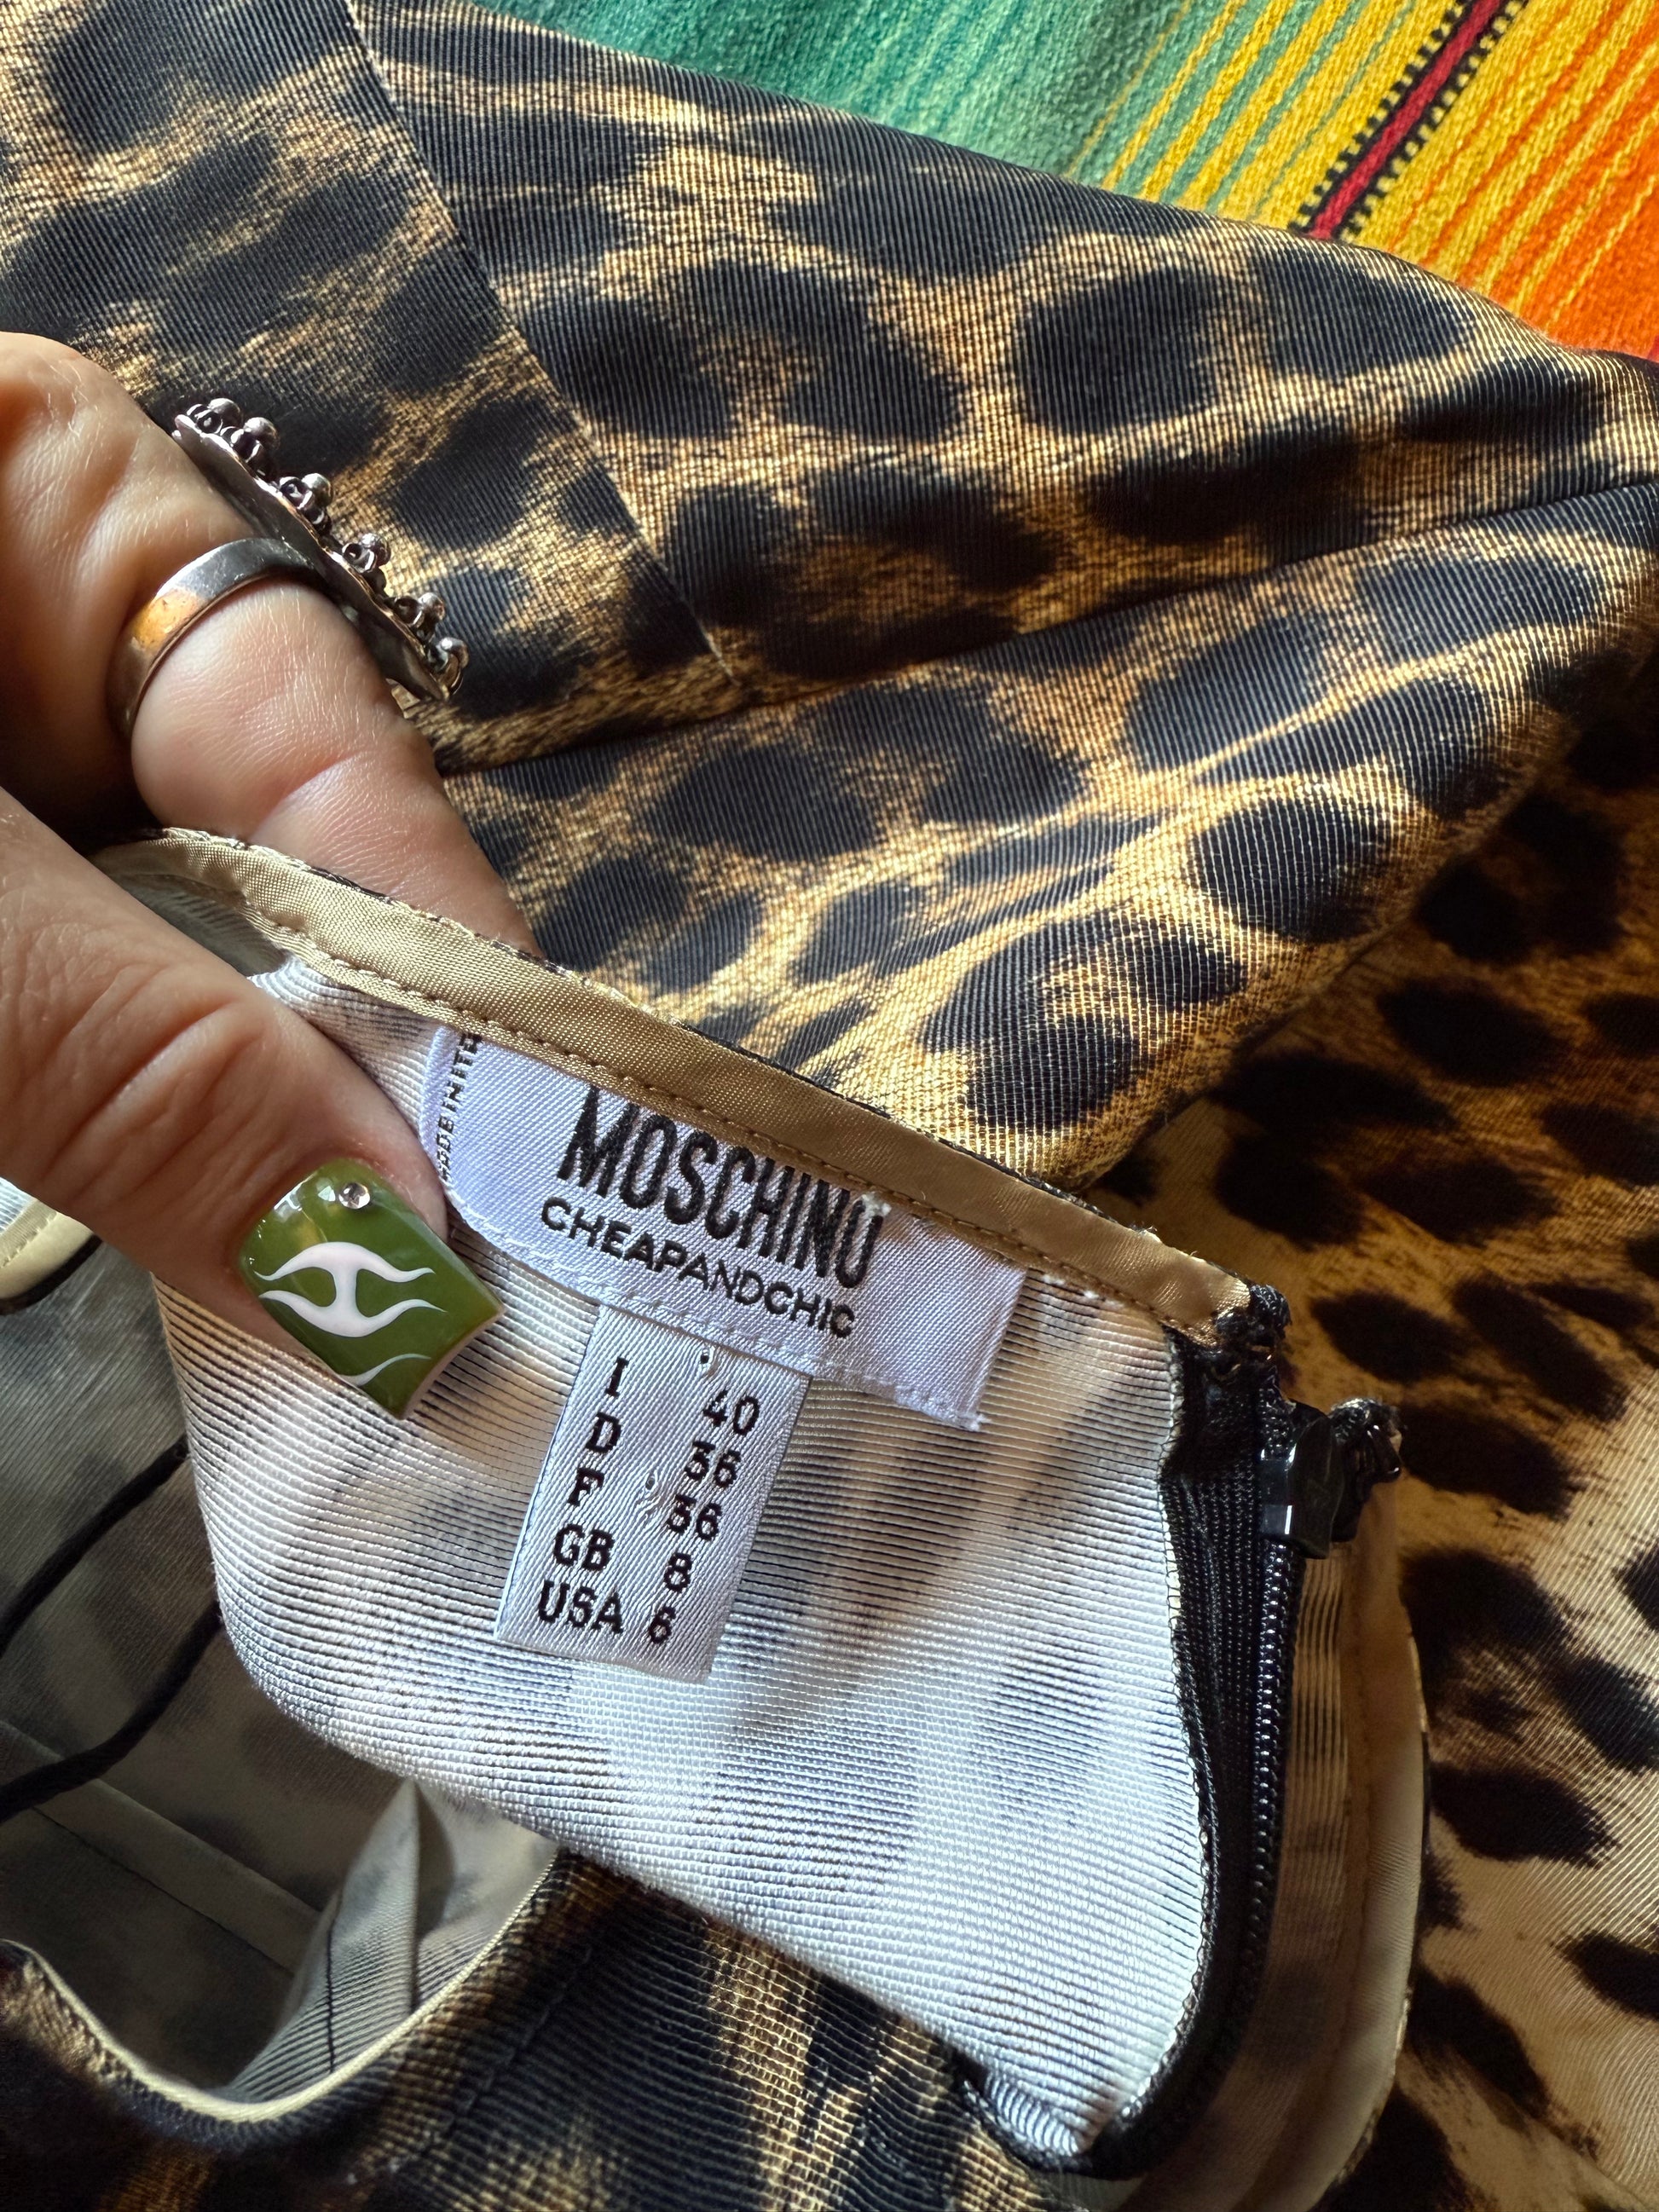 MOSCHINO
CHEAPANDCHIC
I 40
D 36
F 36
GB 8
USA 6